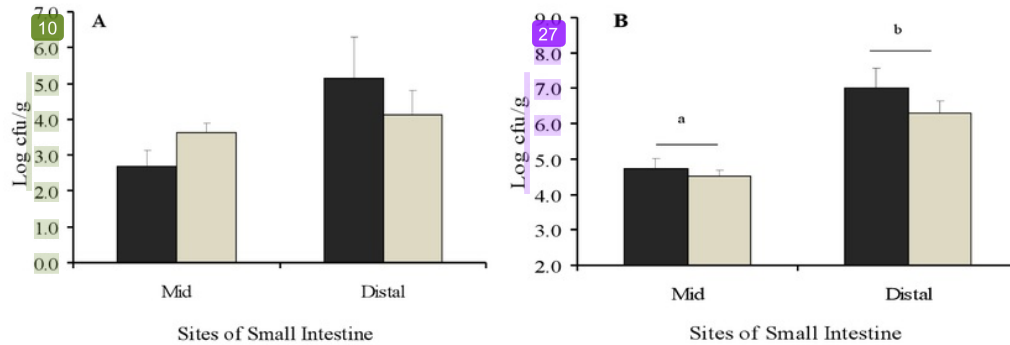 A
7.0
10
6.0
5.0
4.0
3.0
2.0
1.0
0.0
Log cfu/g
Mid
Distal
Sites of Small Intestine
B
9.0
27
8.0
7.0
6.0
5.0
4.0
3.0
2.0
Log cfu/g
a
b
Mid
Distal
Sites of Small Intestine